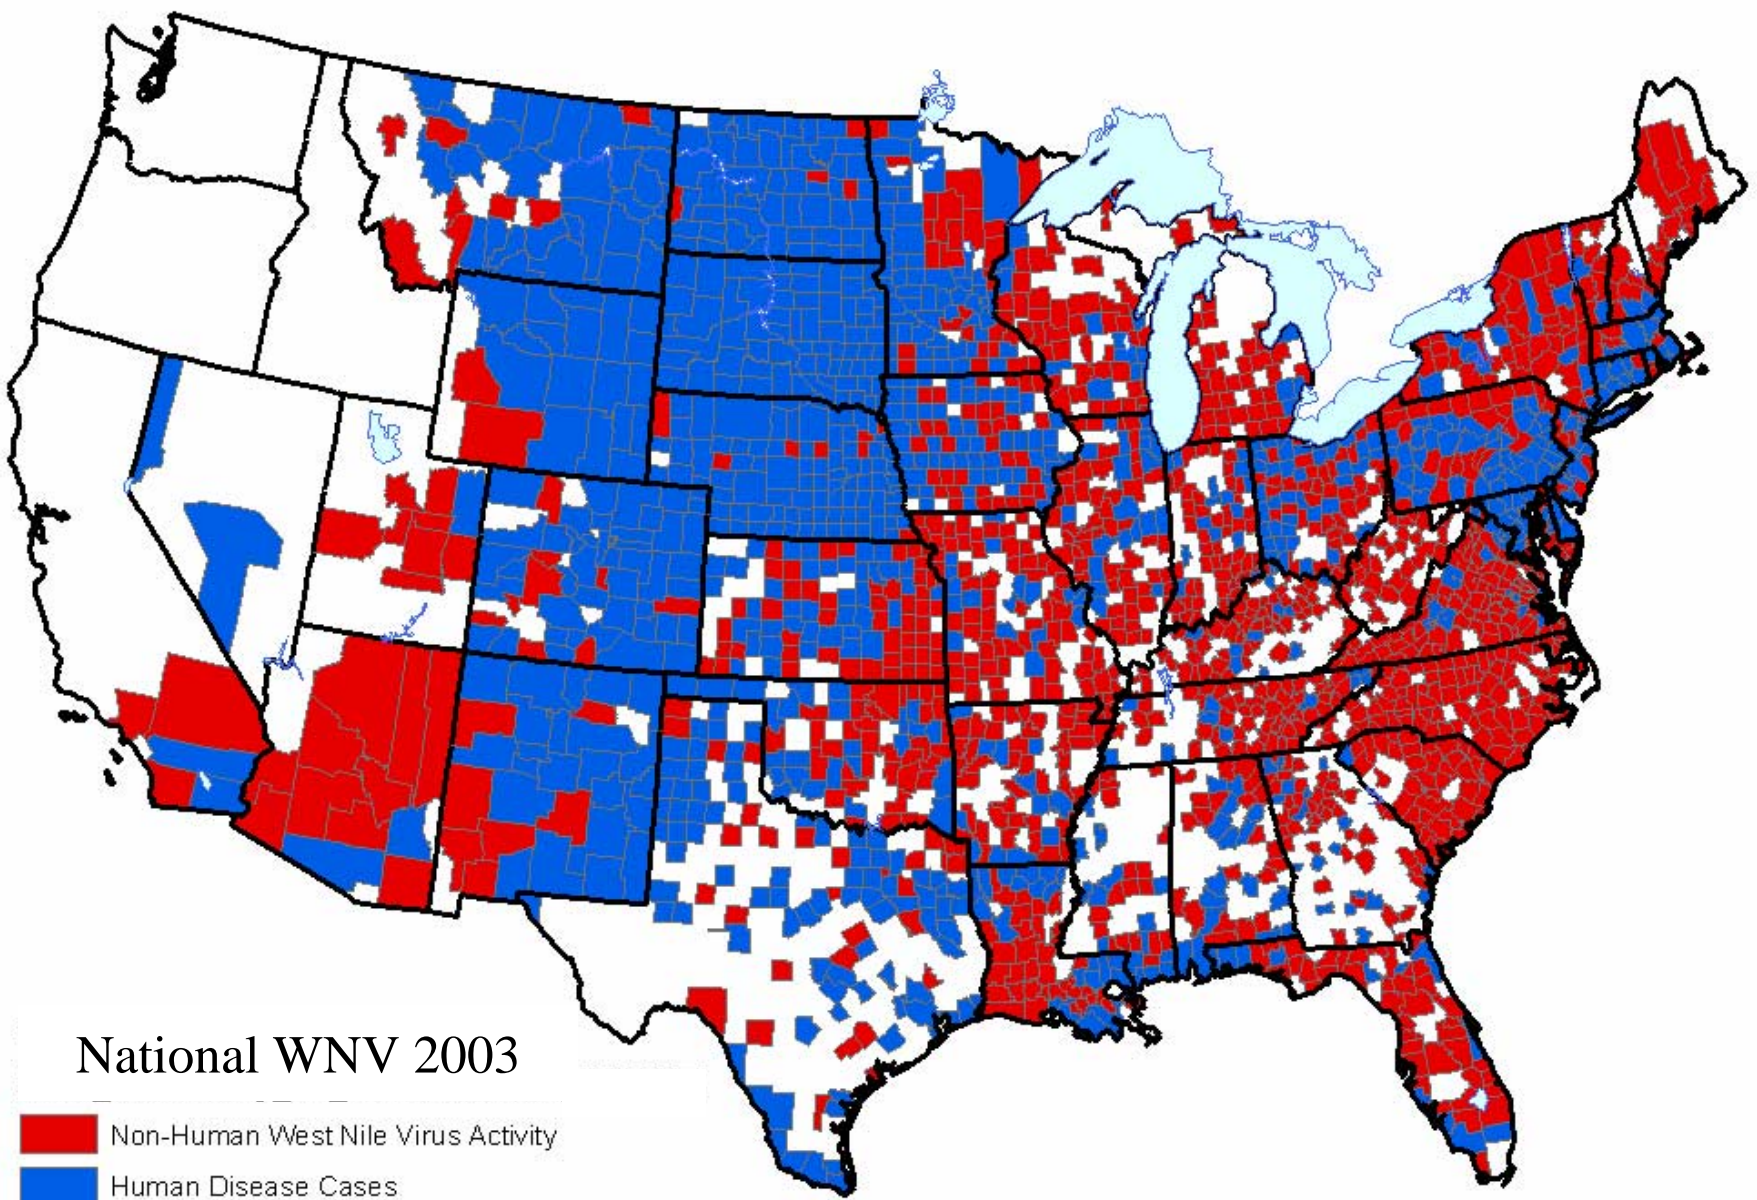 National WNV 2003
Non-Human West Nile Virus Activity
Human Disease Cases